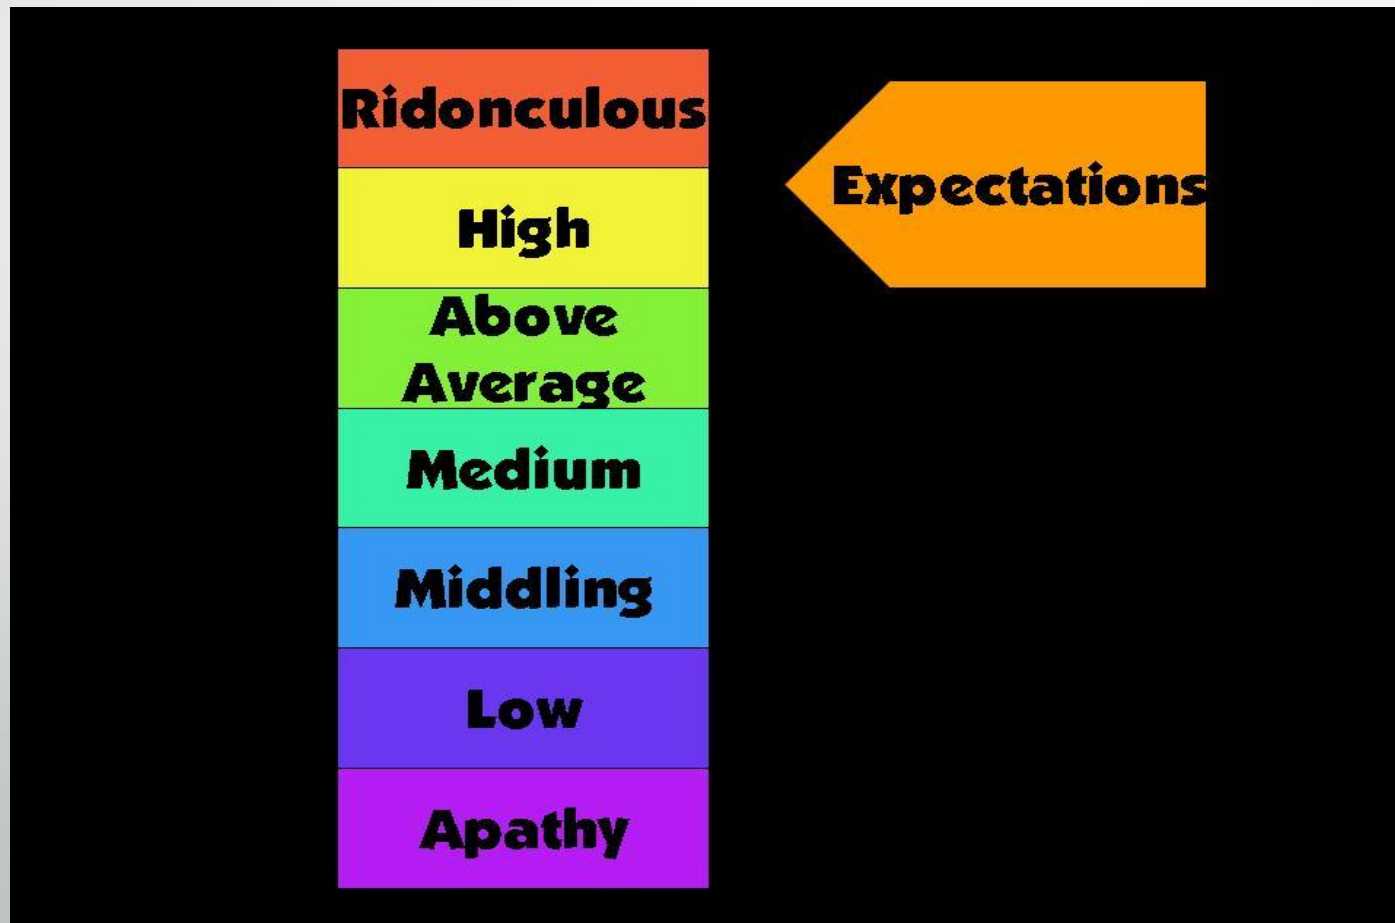 Ridonculous
Expectations
High
Above
Average
Medium
Middling
Low
Apathy